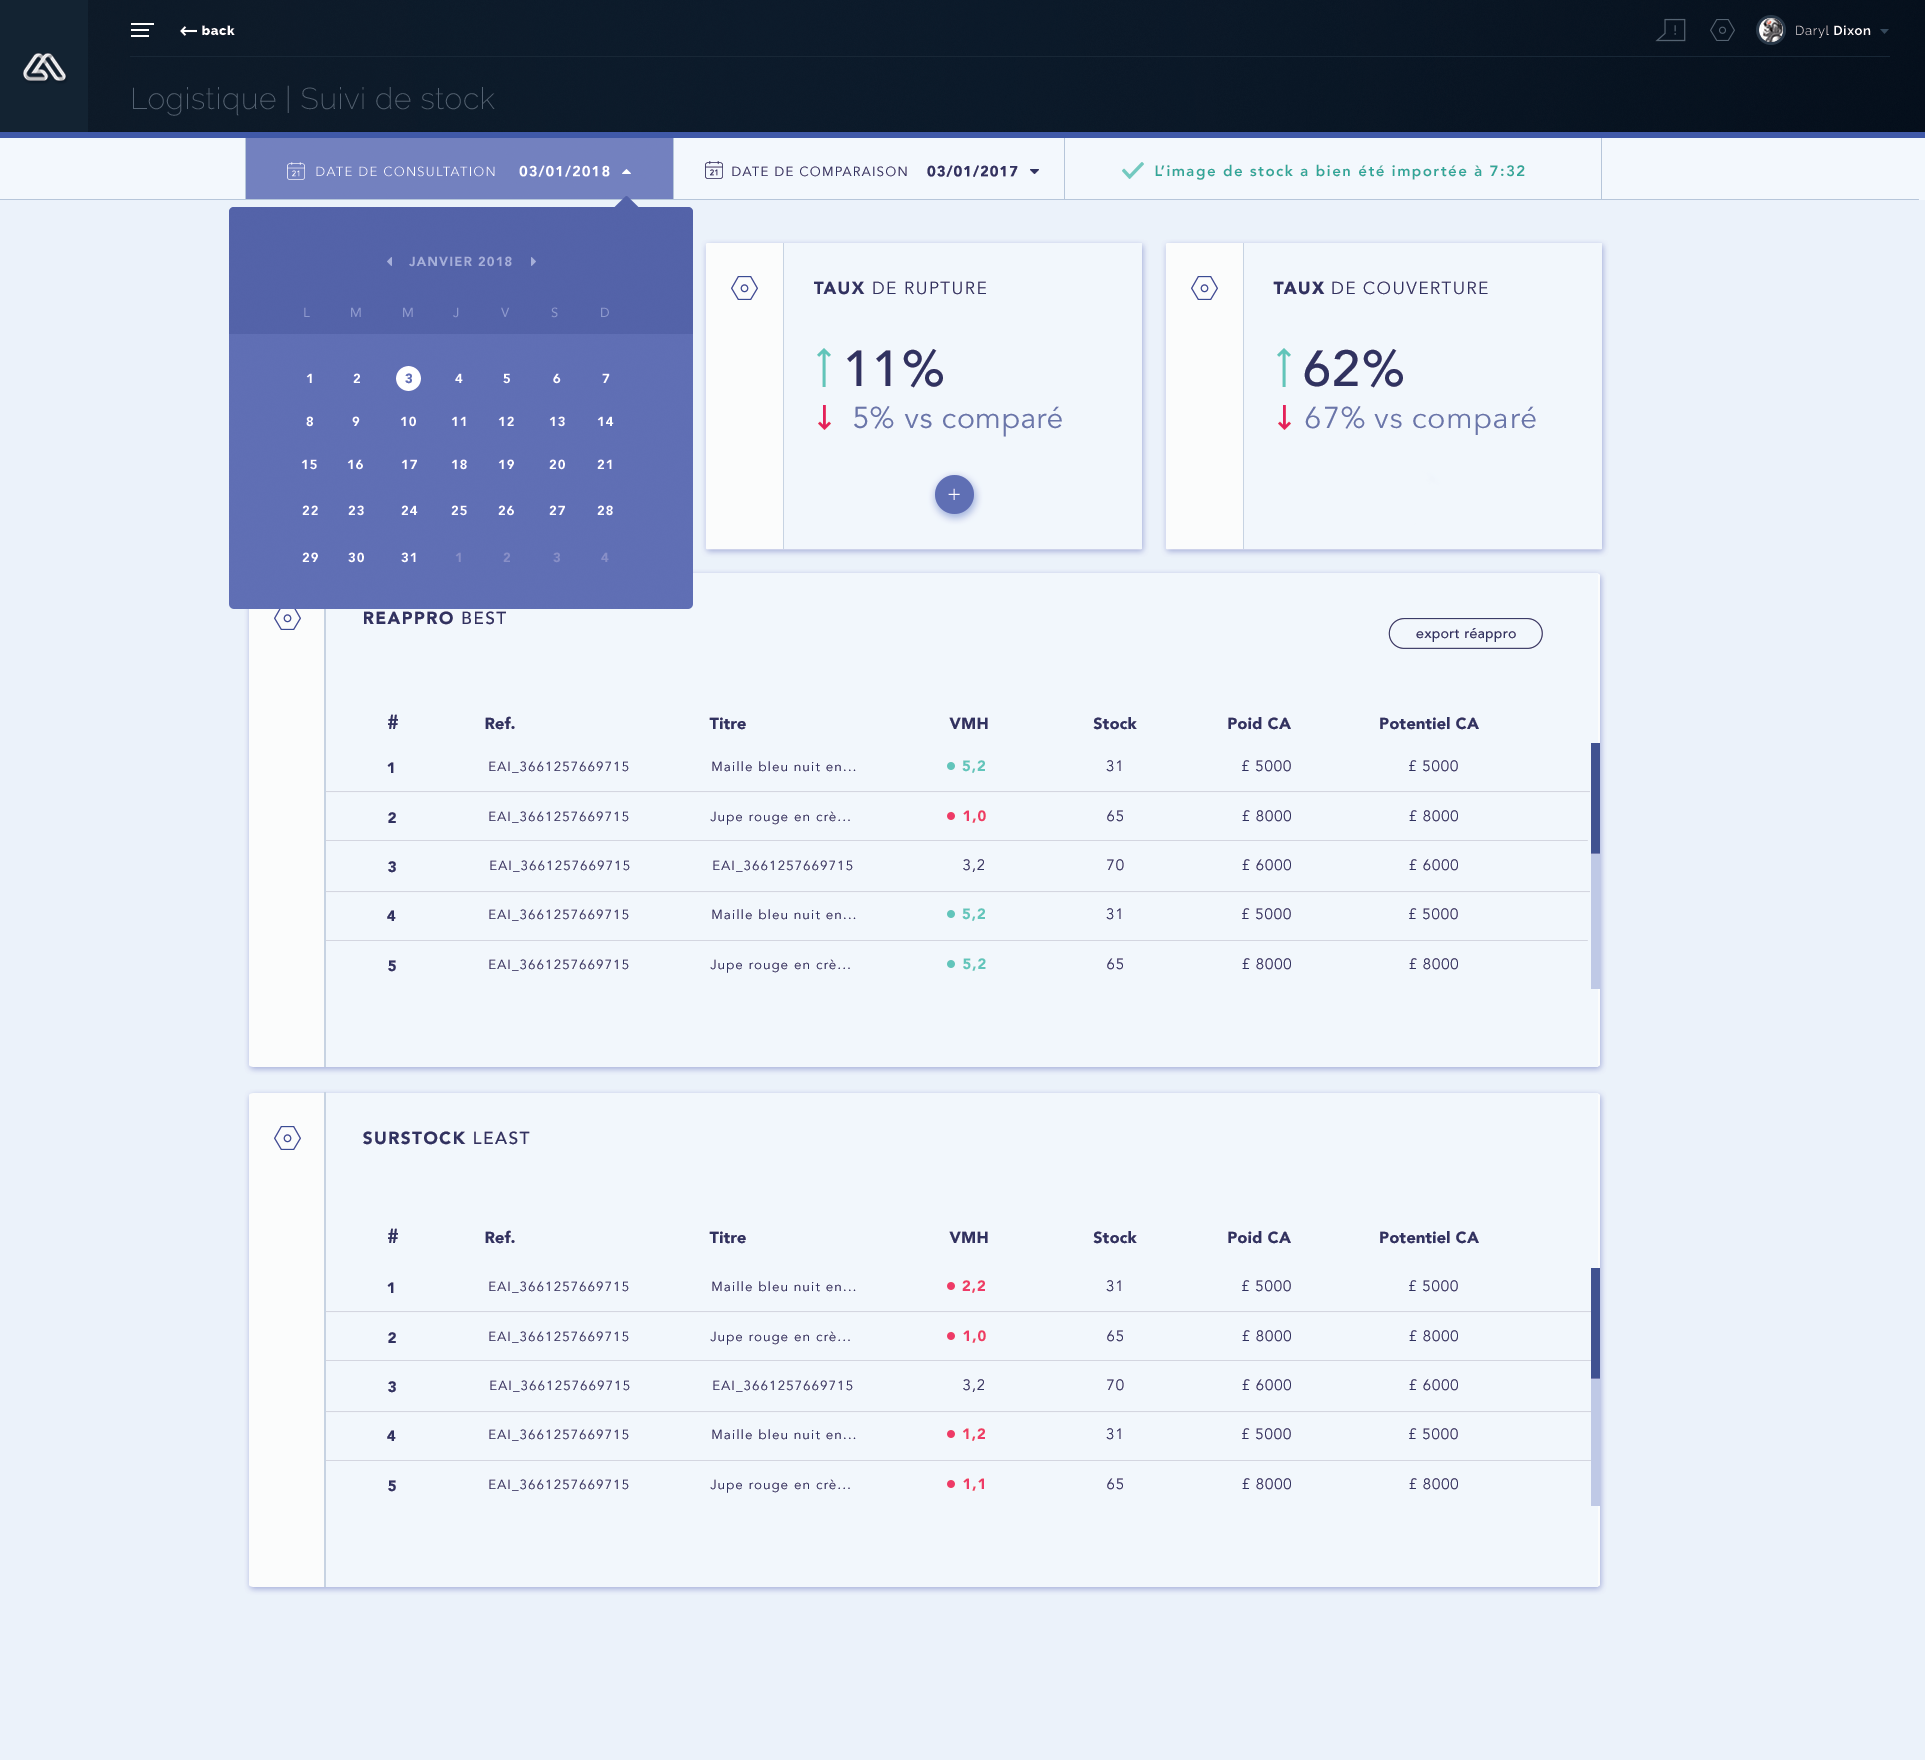 back
Daryl Dixon
Logistique | Suivi de stock
21 DATE DE CONSULTATION 03/01/2018
21 DATE DE COMPARAISON 03/01/2017
L’image de stock a bien été importée à 7:32
JANVIER 2018
L M M J V S D
1 2 3 4 5 6 7
8 9 10 11 12 13 14
15 16 17 18 19 20 21
22 23 24 25 26 27 28
29 30 31 1 2 3 4
TAUX DE RUPTURE
11%
5% vs comparé
+
TAUX DE COUVERTURE
62%
67% vs comparé
REAPPRO BEST
export réappro
# Ref. Titre VMH Stock Poid CA Potentiel CA
1 EAI_3661257669715 Maille bleu nuit en... 5,2 31 £ 5000 £ 5000
2 EAI_3661257669715 Jupe rouge en crè... 1,0 65 £ 8000 £ 8000
3 EAI_3661257669715 EAI_3661257669715 3,2 70 £ 6000 £ 6000
4 EAI_3661257669715 Maille bleu nuit en... 5,2 31 £ 5000 £ 5000
5 EAI_3661257669715 Jupe rouge en crè... 5,2 65 £ 8000 £ 8000
SURSTOCK LEAST
# Ref. Titre VMH Stock Poid CA Potentiel CA
1 EAI_3661257669715 Maille bleu nuit en... 2,2 31 £ 5000 £ 5000
2 EAI_3661257669715 Jupe rouge en crè... 1,0 65 £ 8000 £ 8000
3 EAI_3661257669715 EAI_3661257669715 3,2 70 £ 6000 £ 6000
4 EAI_3661257669715 Maille bleu nuit en... 1,2 31 £ 5000 £ 5000
5 EAI_3661257669715 Jupe rouge en crè... 1,1 65 £ 8000 £ 8000